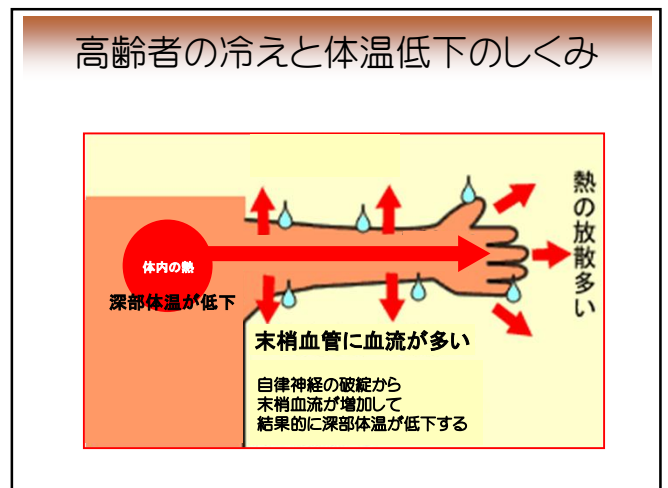 高齢者の冷えと体温低下のしくみ
体内の熱
深部体温が低下
熱の放散多い
末梢血管に血流が多い
自律神経の破綻から
末梢血流が増加して
結果的に深部体温が低下する